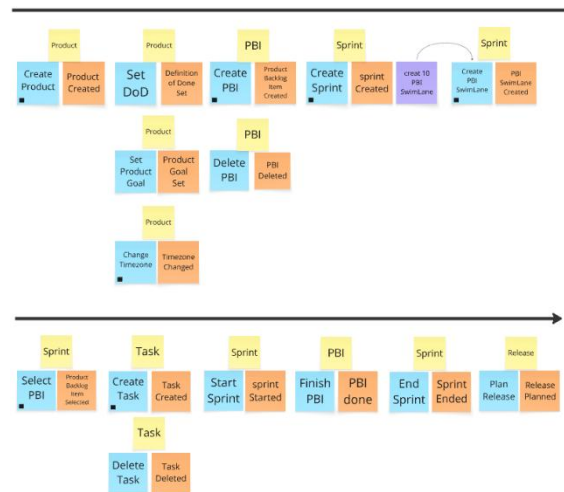 Product
Product
PBI
Sprint
Sprint
Create
Product
Product
Created
Set
DoD
Definition
of Done
Set
Create
PBI
Product
Backlog
Item
Created
Create
Sprint
sprint
Created
creat 10
PBI
SwimLane
Create
PBI
SwimLane
PBI
SwimLane
Created
Product
PBI
Set
Product
Goal
Product
Goal
Set
Delete
PBI
PBI
Deleted
Product
Change
Timezone
Timezone
Changed
Sprint
Task
Sprint
PBI
Sprint
Release
Select
PBI
Product
Backlog
Item
Selected
Create
Task
Task
Created
Start
Sprint
sprint
Started
Finish
PBI
PBI
done
End
Sprint
Sprint
Ended
Plan
Release
Release
Planned
Task
Delete
Task
Task
Deleted